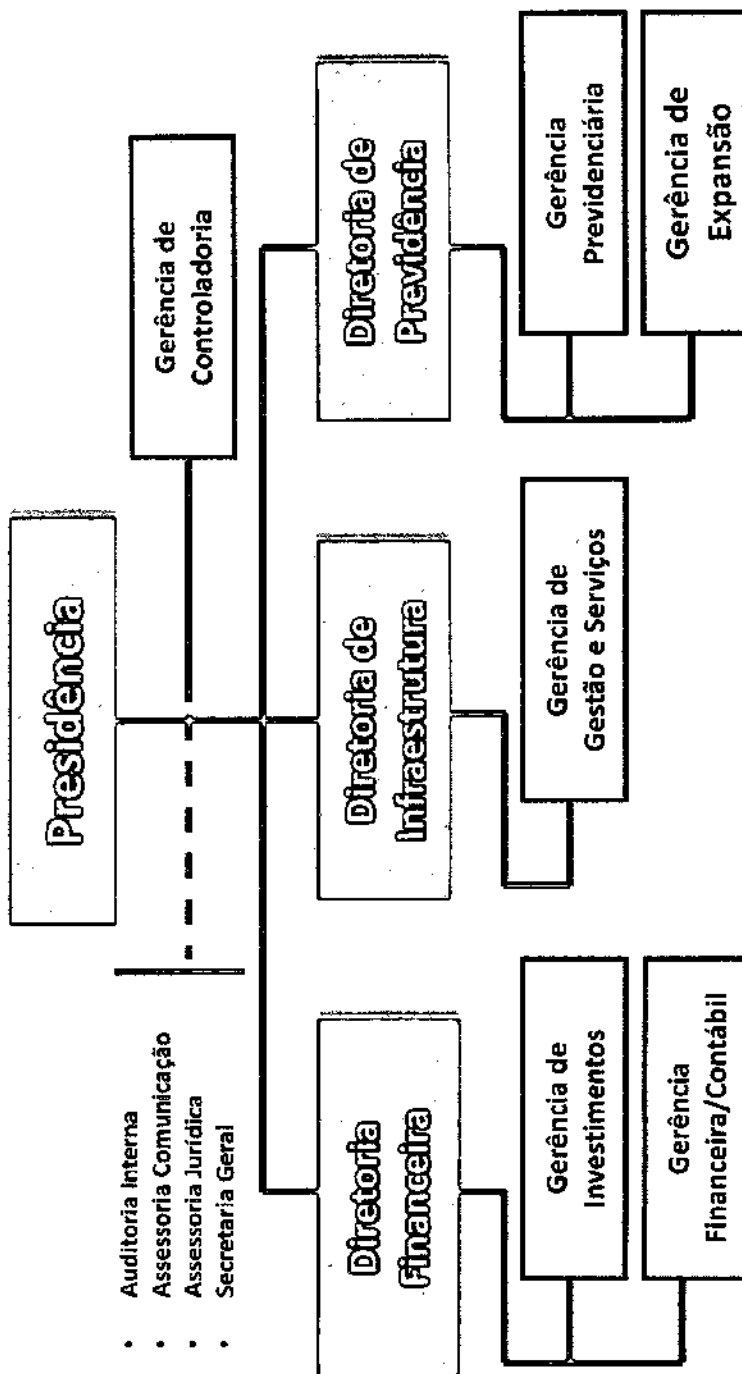 Presidência
• Auditoria Interna
• Assessoria Comunicação
• Assessoria Jurídica
• Secretaria Geral
Gerência de
Controladoria
Diretoria
Financeira
Diretoria de
Infraestrutura
Diretoria de
Previdência
Gerência de
Investimentos
Gerência
Financeira/Contábil
Gerência de
Gestão e Serviços
Gerência
Previdenciária
Gerência de
Expansão